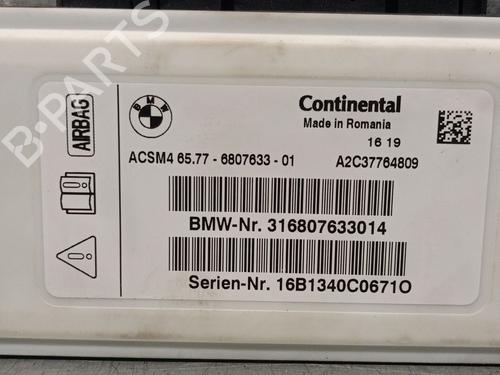 B-PARTS
AIRBAG
BMW
Continental
Made in Romania
16 19
ACSM4 65.77 - 6807633 - 01 A2C37764809
BMW-Nr. 316807633014
Serien-Nr. 16B1340C0671O